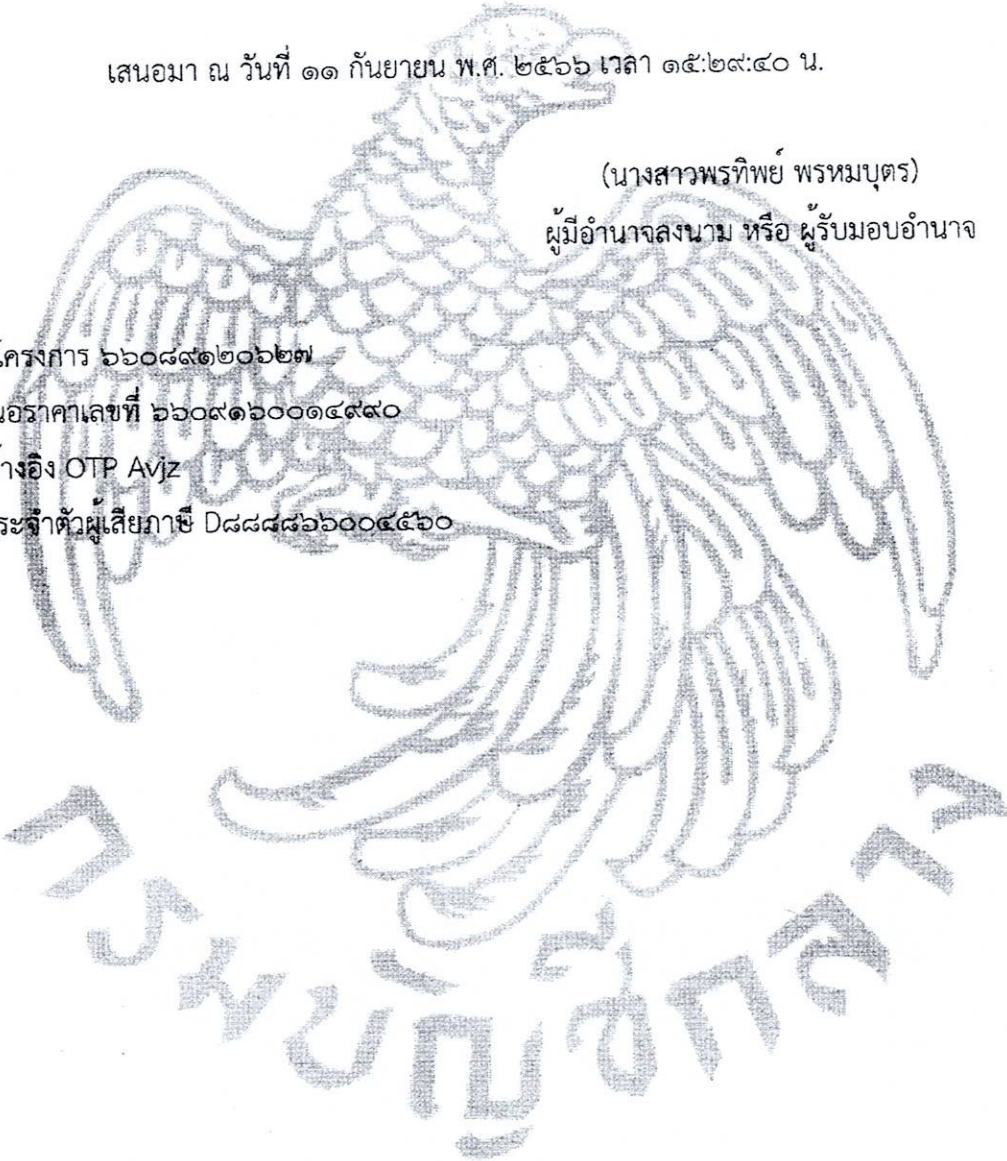 เสนอมา ณ วันที่ ๑๑ กันยายน พ.ศ. ๒๕๖๖ เวลา ๑๕:๒๙:๔๐ น.
(นางสาวพรทิพย์ พรหมบุตร)
ผู้มีอำนาจลงนาม หรือ ผู้รับมอบอำนาจ
โครงการ ๖๖๐๘๙๑๒๐๖๒๗
นอราคาเลขที่ ๖๖๐๙๑๖๐๐๑๔๙๙๐
้างอิง OTP Avjz
ระจำตัวผู้เสียภาษี D๘๘๘๘๖๖๐๐๔๕๖๐
กรมบัญชีกลาง